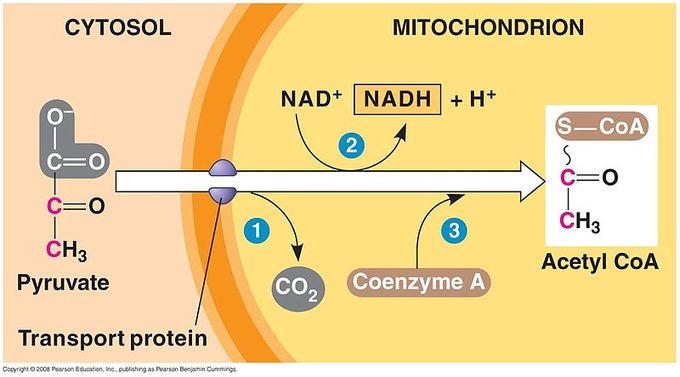 CYTOSOL
MITOCHONDRION
NAD⁺ NADH + H⁺
O⁻
C=O
C=O
CH₃
Pyruvate
2
1
3
CO₂
Coenzyme A
S—CoA
C=O
CH₃
Acetyl CoA
Transport protein
Copyright © 2008 Pearson Education, Inc., publishing as Pearson Benjamin Cummings.